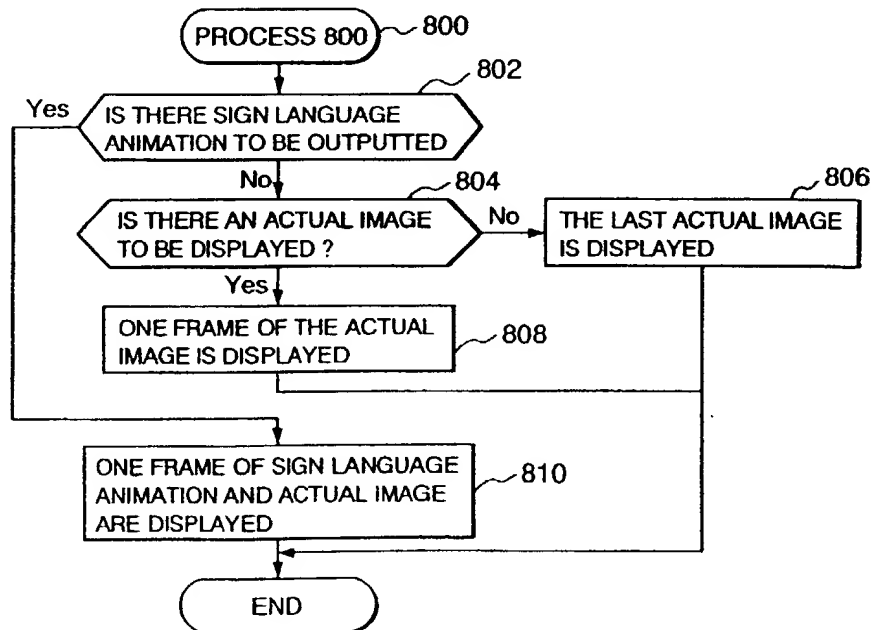 PROCESS 800
800
802
Yes
IS THERE SIGN LANGUAGE
ANIMATION TO BE OUTPUTTED
No
804
806
IS THERE AN ACTUAL IMAGE
TO BE DISPLAYED ?
No
THE LAST ACTUAL IMAGE
IS DISPLAYED
Yes
ONE FRAME OF THE ACTUAL
IMAGE IS DISPLAYED
808
ONE FRAME OF SIGN LANGUAGE
ANIMATION AND ACTUAL IMAGE
ARE DISPLAYED
810
END